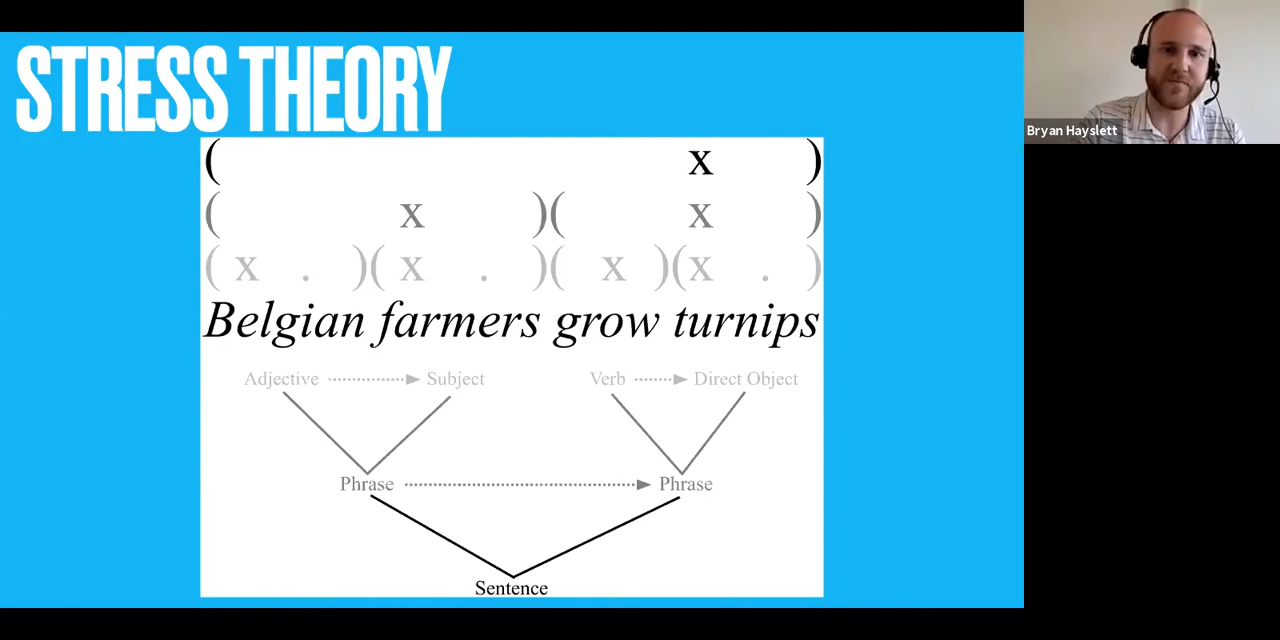 STRESS THEORY
Bryan Hayslett
( x )
( x )( x )
( x . )( x . )( x )( x . )
Belgian farmers grow turnips
Adjective Subject Verb Direct Object
Phrase Phrase
Sentence